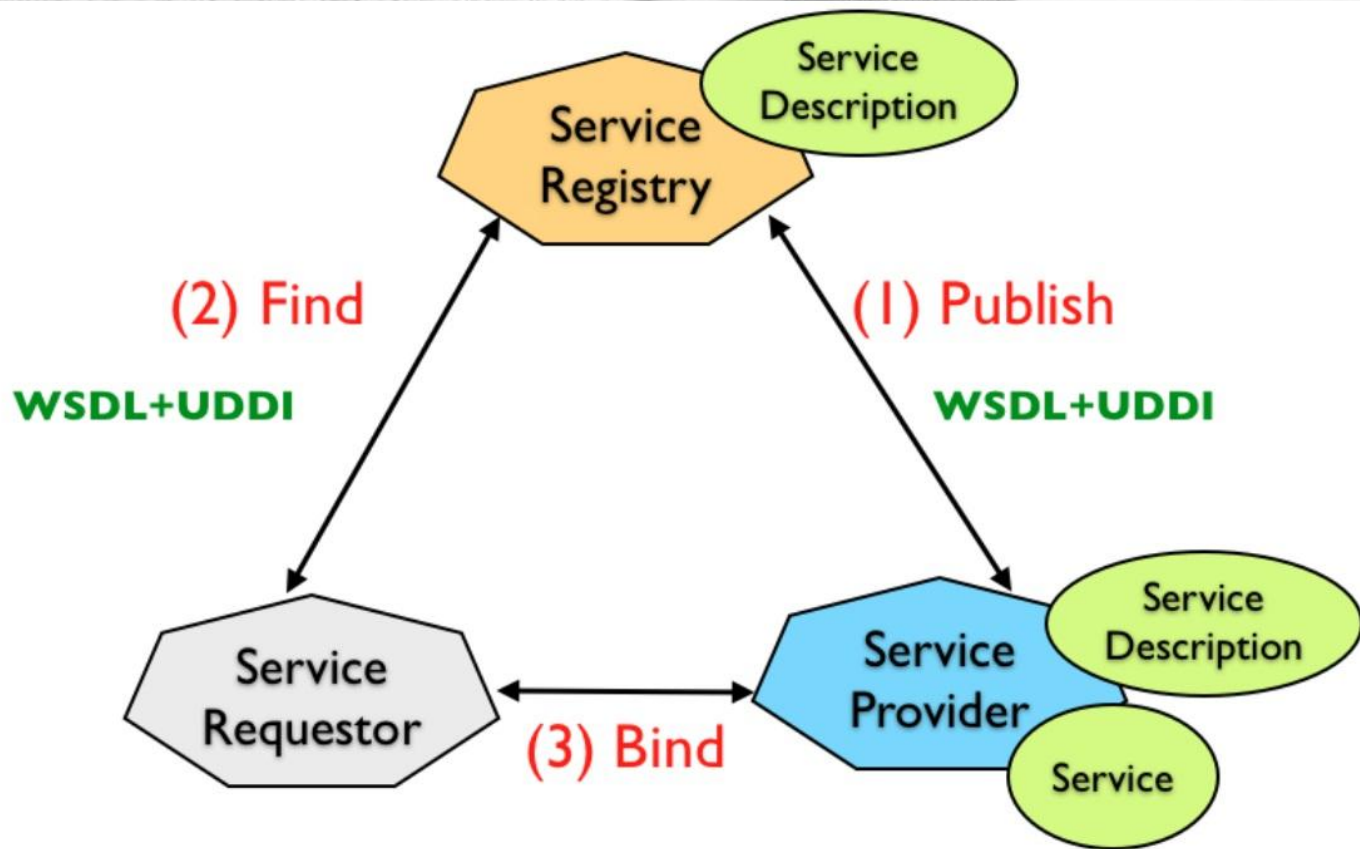 Service
Description
Service
Registry
(2) Find
(1) Publish
WSDL+UDDI
WSDL+UDDI
Service
Requestor
(3) Bind
Service
Provider
Service
Description
Service